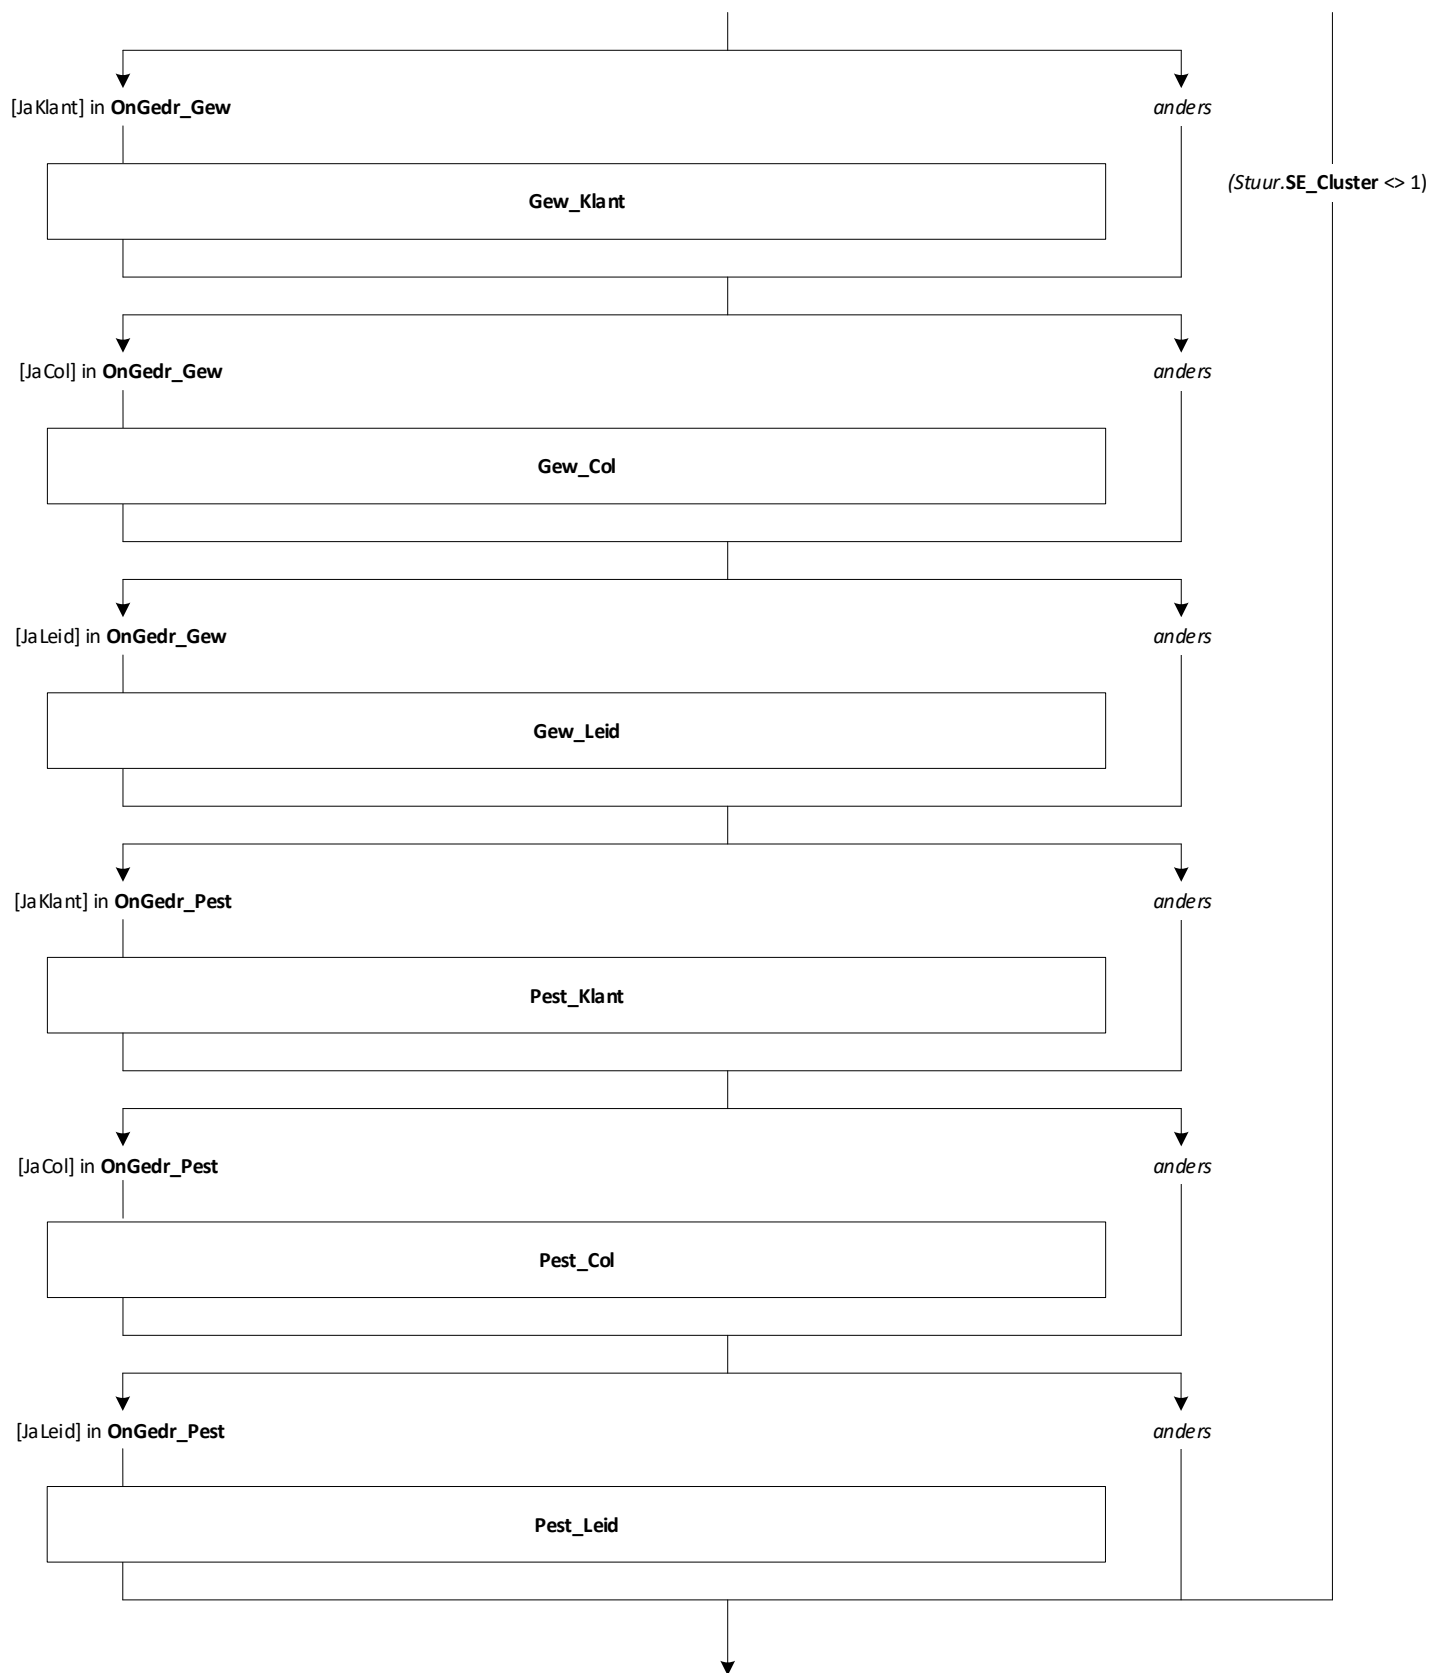 [JaKlant] in OnGedr_Gew
anders
(Stuur.SE_Cluster <> 1)
Gew_Klant
[JaCol] in OnGedr_Gew
anders
Gew_Col
[JaLeid] in OnGedr_Gew
anders
Gew_Leid
[JaKlant] in OnGedr_Pest
anders
Pest_Klant
[JaCol] in OnGedr_Pest
anders
Pest_Col
[JaLeid] in OnGedr_Pest
anders
Pest_Leid